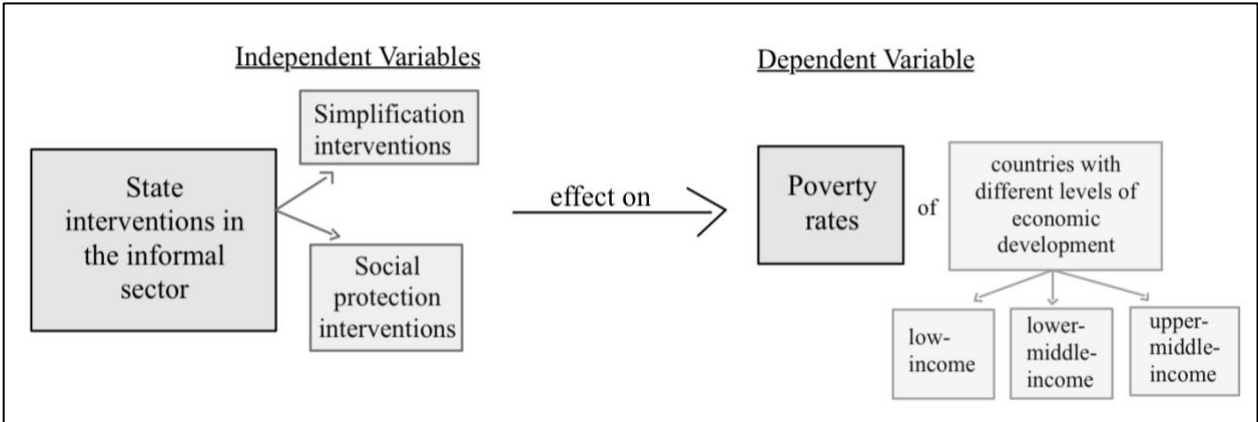 Independent Variables
Simplification
interventions
State
interventions in
the informal
sector
Social
protection
interventions
effect on
Dependent Variable
Poverty
rates
of
countries with
different levels of
economic
development
low-
income
lower-
middle-
income
upper-
middle-
income